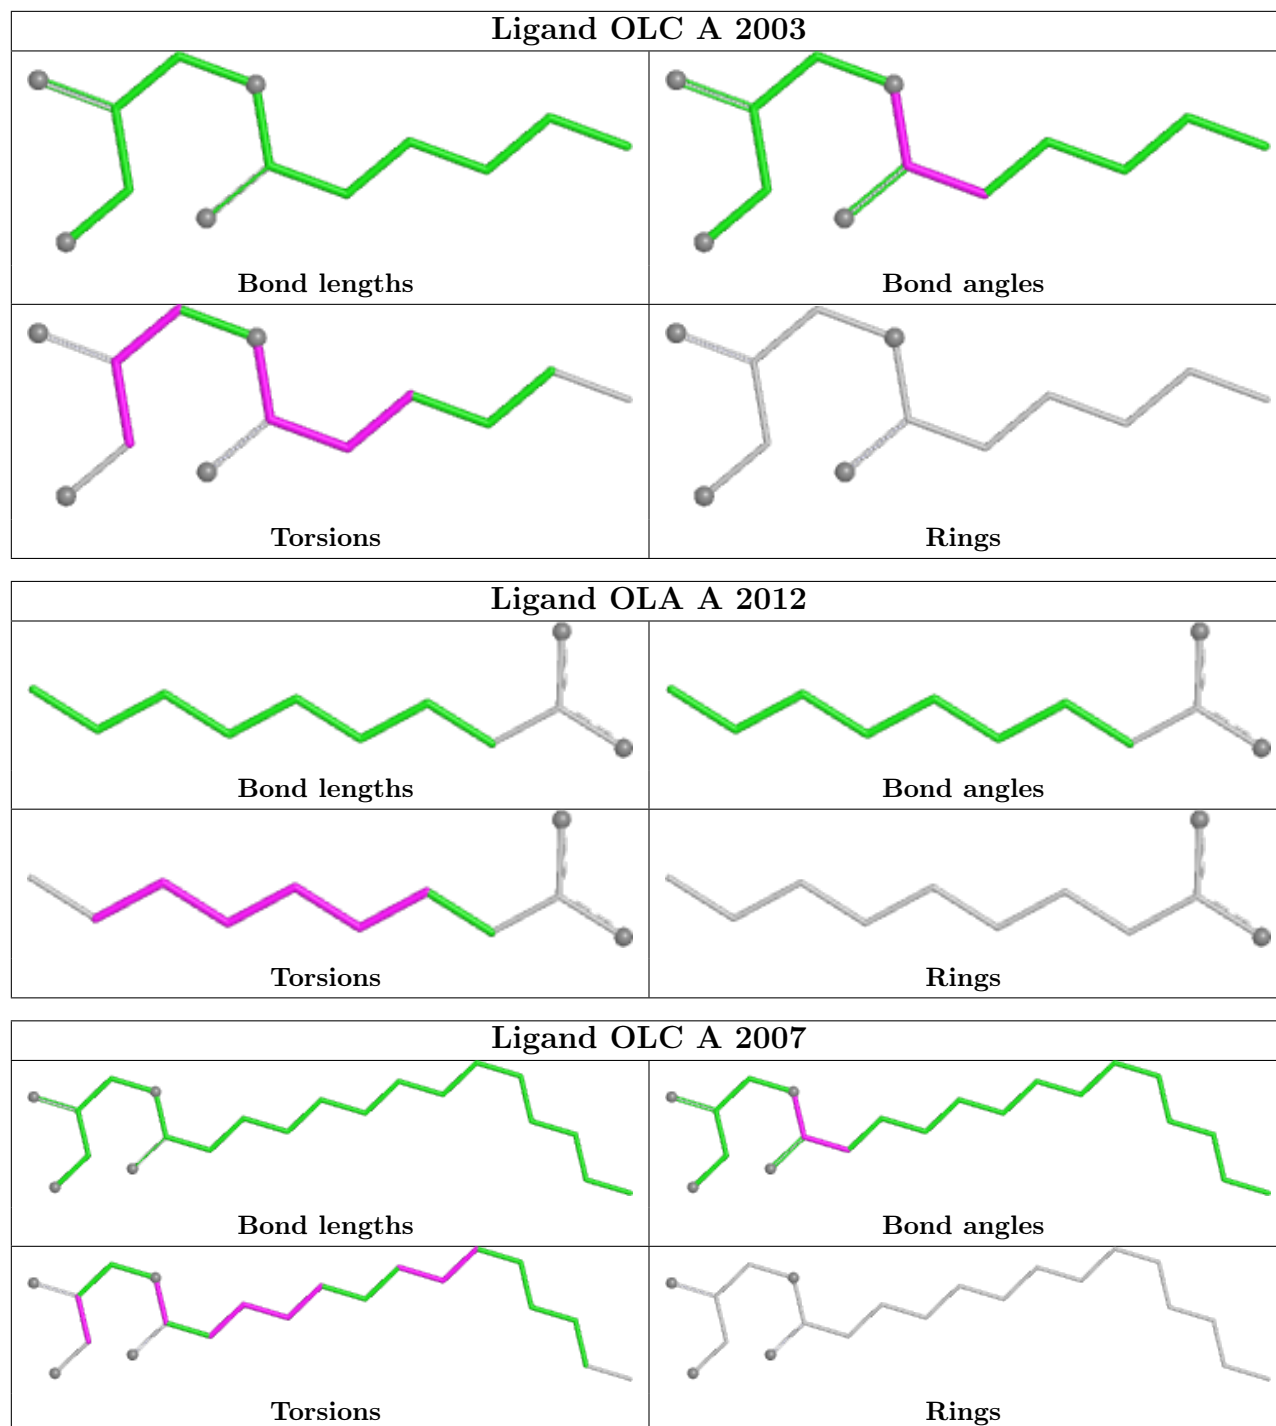 Ligand OLC A 2003
Bond lengths
Bond angles
Torsions
Rings
Ligand OLA A 2012
Bond lengths
Bond angles
Torsions
Rings
Ligand OLC A 2007
Bond lengths
Bond angles
Torsions
Rings